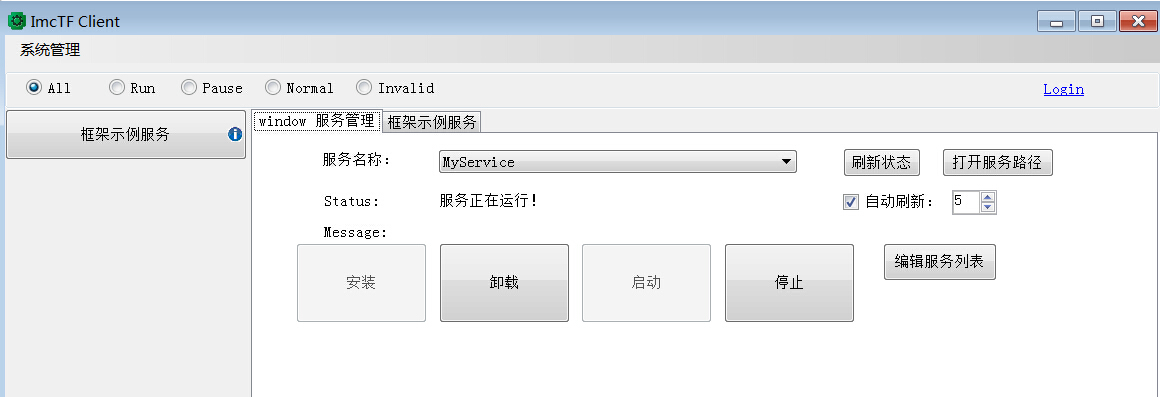 ImcTF Client
系统管理
All Run Pause Normal Invalid Login
框架示例服务
window 服务管理 框架示例服务
服务名称: MyService 刷新状态 打开服务路径
Status: 服务正在运行! 自动刷新: 5
Message:
安装 卸载 启动 停止 编辑服务列表